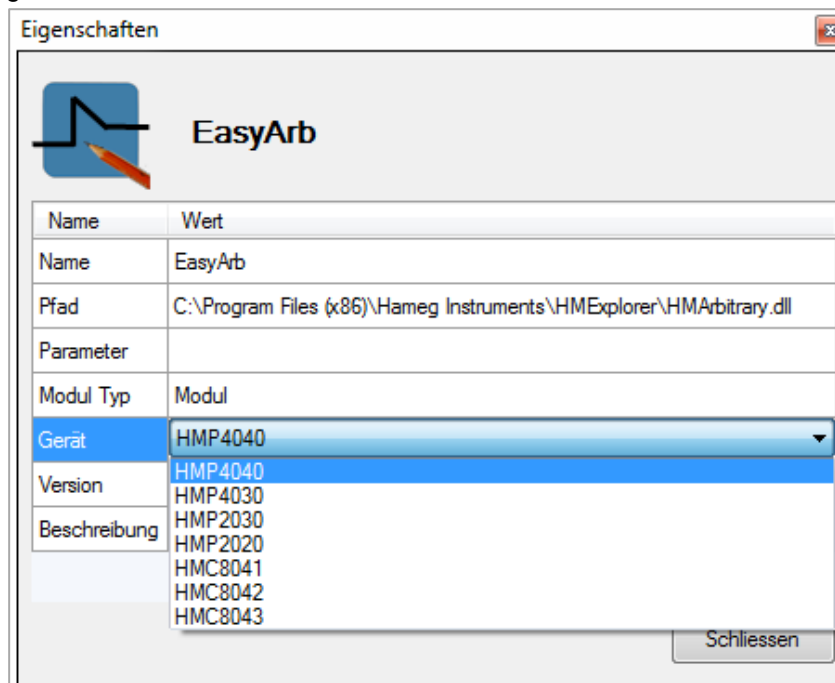 Eigenschaften
EasyArb
Name Wert
Name EasyArb
Pfad C:\Program Files (x86)\Hameg Instruments\HMExplorer\HMArbitrary.dll
Parameter
Modul Typ Modul
Gerät HMP4040
HMP4040
Version
HMP4030
HMP2030
Beschreibung
HMP2020
HMC8041
HMC8042
HMC8043
Schliessen